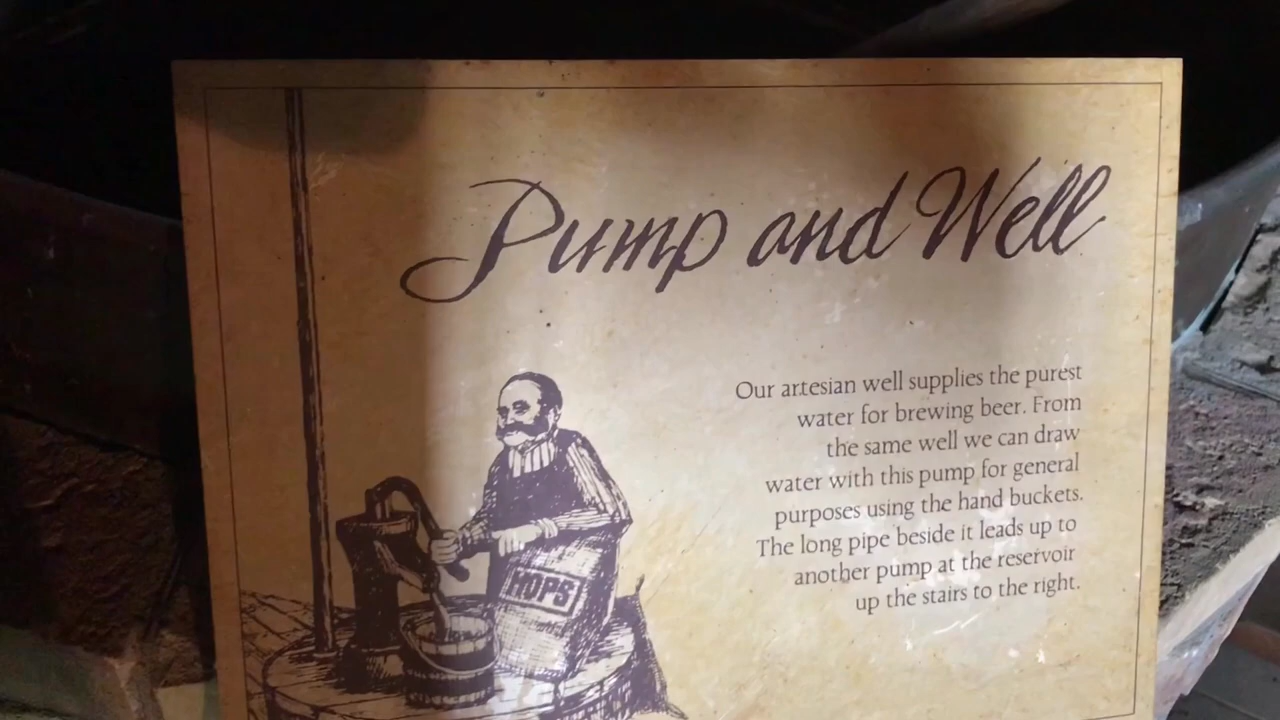 Pump and Well
Our artesian well supplies the purest
water for brewing beer. From
the same well we can draw
water with this pump for general
purposes using the hand buckets.
The long pipe beside it leads up to
another pump at the reservoir
up the stairs to the right.
HOPS